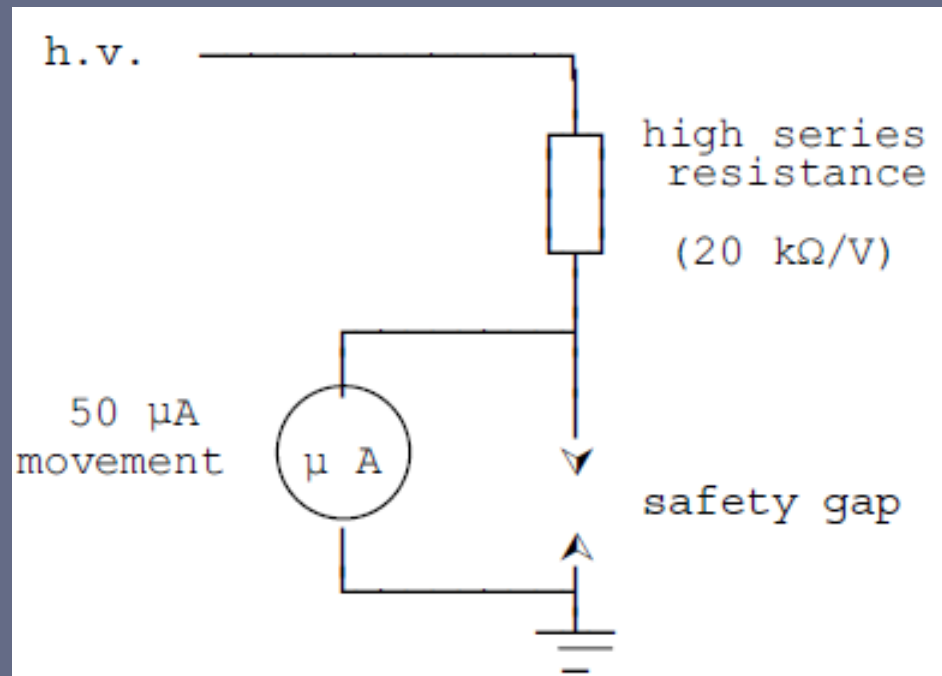 h.v.
high series
resistance
(20 kΩ/V)
50 μA
movement
μ A
safety gap